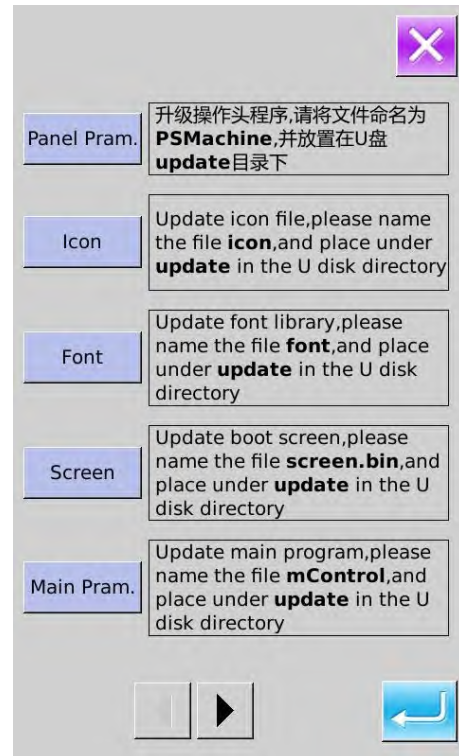 Panel Pram.
升级操作头程序,请将文件命名为
PSMachine,并放置在U盘
update目录下
Icon
Update icon file,please name
the file icon,and place under
update in the U disk directory
Font
Update font library,please
name the file font,and place
under update in the U disk
directory
Screen
Update boot screen,please
name the file screen.bin,and
place under update in the U
disk directory
Main Pram.
Update main program,please
name the file mControl,and
place under update in the U
disk directory